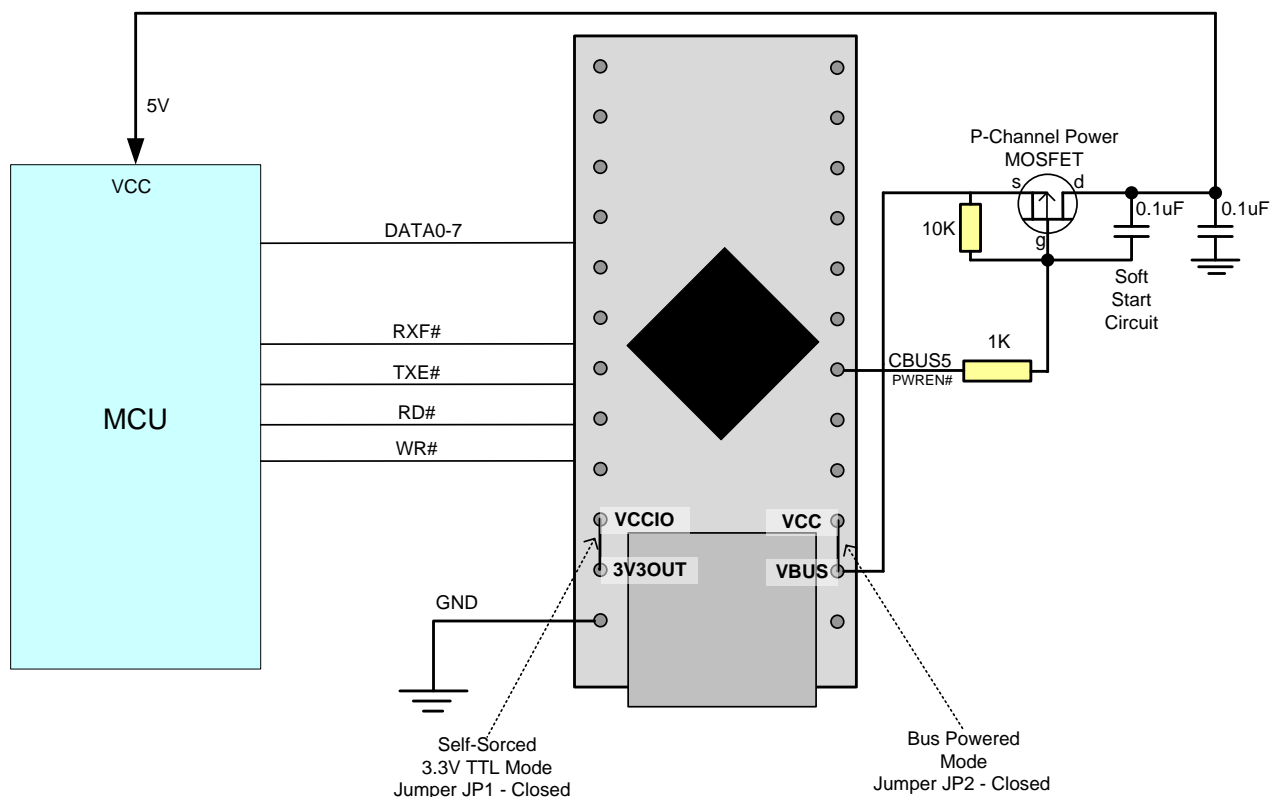 5V
VCC
P-Channel Power
MOSFET
s
d
g
10K
0.1uF
0.1uF
Soft
Start
Circuit
1K
CBUS5
PWREN#
DATA0-7
RXF#
TXE#
RD#
WR#
MCU
VCCIO
VCC
3V3OUT
VBUS
GND
Self-Sorced
3.3V TTL Mode
Jumper JP1 - Closed
Bus Powered
Mode
Jumper JP2 - Closed